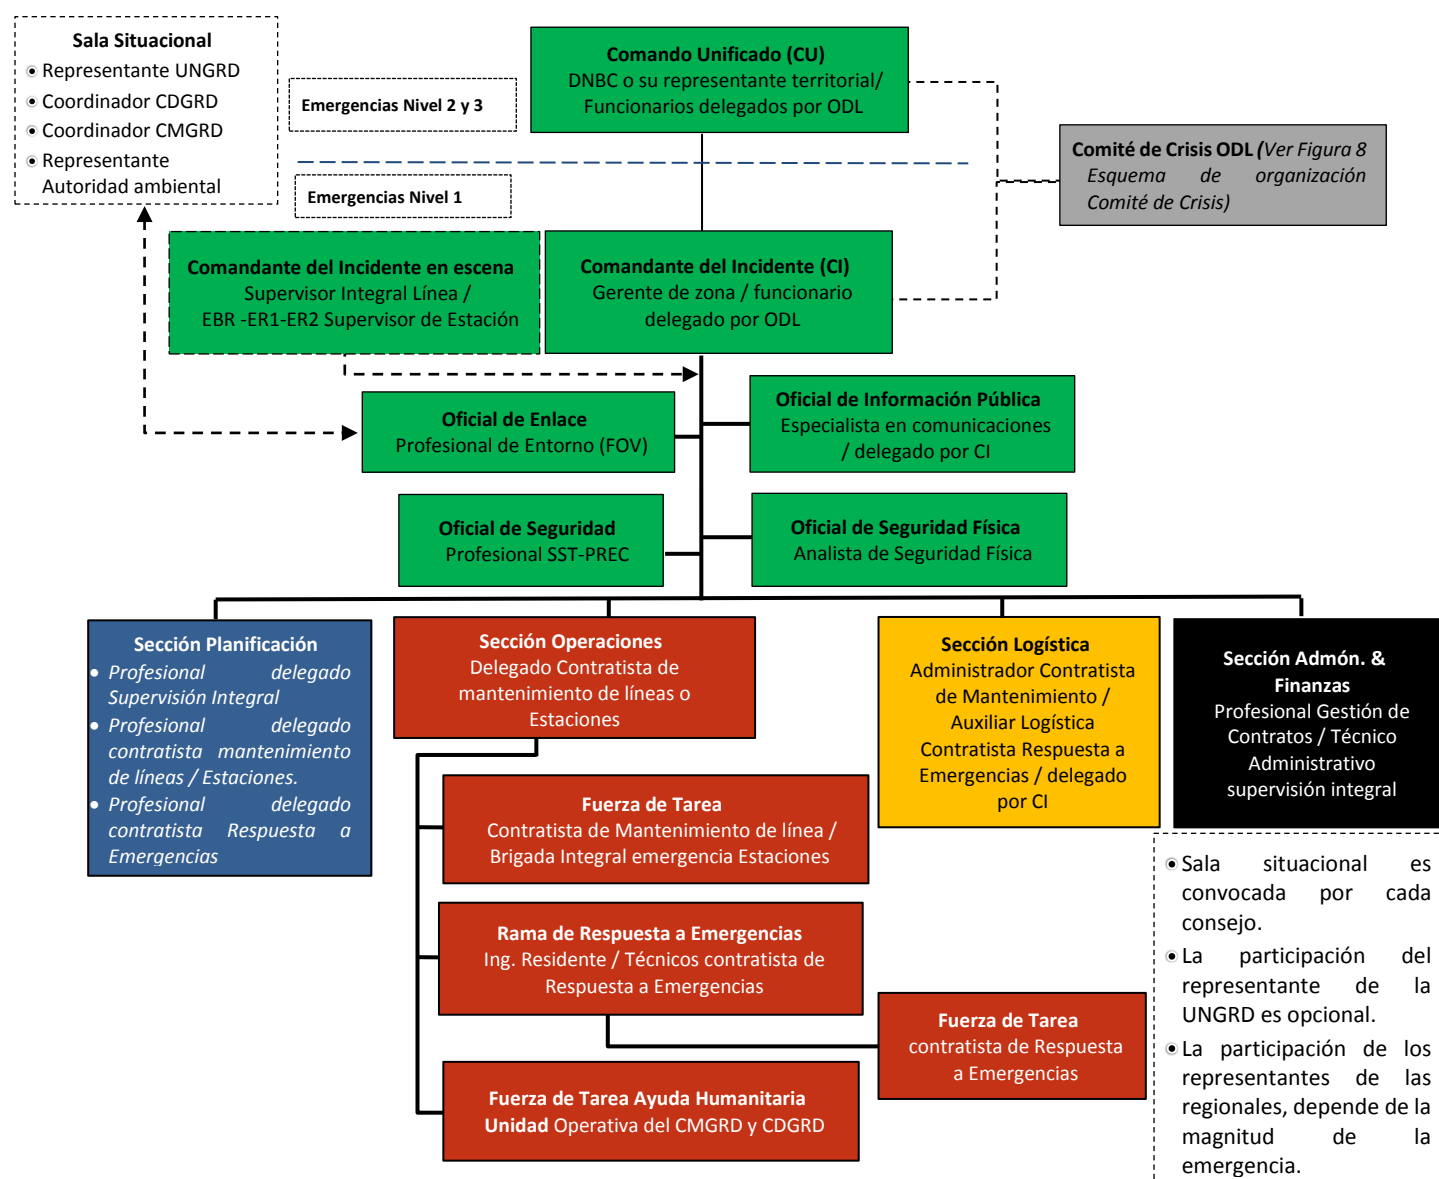 Sala Situacional
Representante UNGRD
Coordinador CDGRD
Coordinador CMGRD
Representante
Autoridad ambiental
Emergencias Nivel 2 y 3
Emergencias Nivel 1
Comando Unificado (CU)
DNBC o su representante territorial/
Funcionarios delegados por ODL
Comité de Crisis ODL (Ver Figura 8
Esquema de organización
Comité de Crisis)
Comandante del Incidente en escena
Supervisor Integral Línea /
EBR -ER1-ER2 Supervisor de Estación
Comandante del Incidente (CI)
Gerente de zona / funcionario
delegado por ODL
Oficial de Enlace
Profesional de Entorno (FOV)
Oficial de Información Pública
Especialista en comunicaciones
/ delegado por CI
Oficial de Seguridad
Profesional SST-PREC
Oficial de Seguridad Física
Analista de Seguridad Física
Sección Planificación
Profesional delegado
Supervisión Integral
Profesional delegado
contratista mantenimiento
de líneas / Estaciones.
Profesional delegado
contratista Respuesta a
Emergencias
Sección Operaciones
Delegado Contratista de
mantenimiento de líneas o
Estaciones
Sección Logística
Administrador Contratista
de Mantenimiento /
Auxiliar Logística
Contratista Respuesta a
Emergencias / delegado
por CI
Sección Admón. &
Finanzas
Profesional Gestión de
Contratos / Técnico
Administrativo
supervisión integral
Fuerza de Tarea
Contratista de Mantenimiento de línea /
Brigada Integral emergencia Estaciones
Rama de Respuesta a Emergencias
Ing. Residente / Técnicos contratista de
Respuesta a Emergencias
Fuerza de Tarea
contratista de Respuesta
a Emergencias
Fuerza de Tarea Ayuda Humanitaria
Unidad Operativa del CMGRD y CDGRD
Sala situacional es
convocada por cada
consejo.
La participación del
representante de la
UNGRD es opcional.
La participación de los
representantes de las
regionales, depende de la
magnitud de la
emergencia.